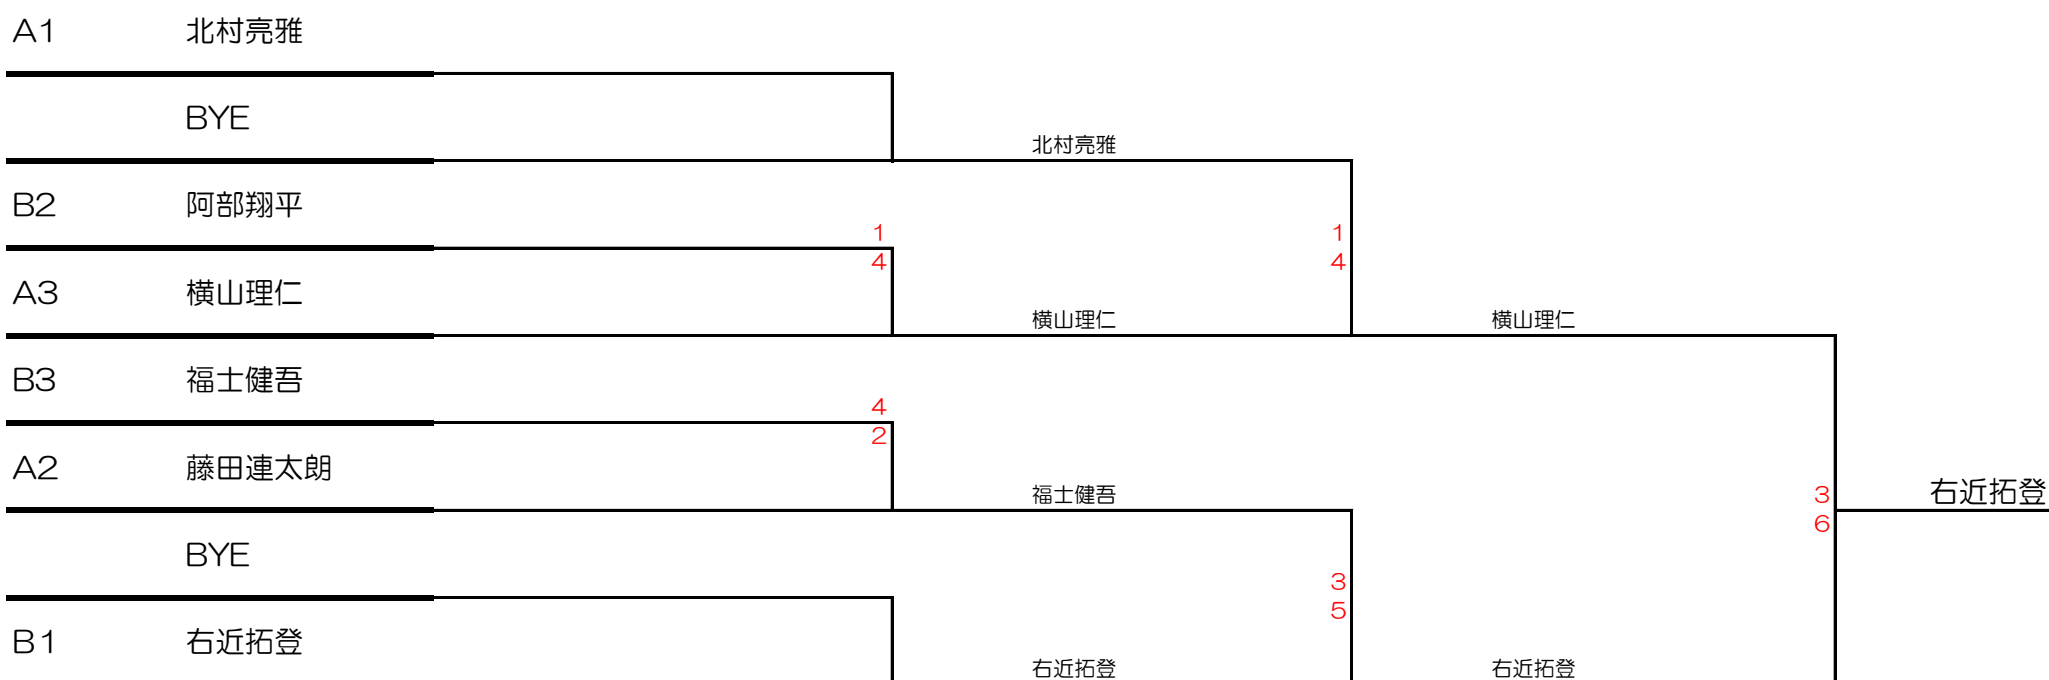 A1 北村亮雅
BYE
北村亮雅
B2 阿部翔平
1 1
4 4
A3 横山理仁
横山理仁 横山理仁
B3 福士健吾
4
2
A2 藤田連太朗
福士健吾 3 右近拓登
6
BYE
3
5
B1 右近拓登
右近拓登 右近拓登